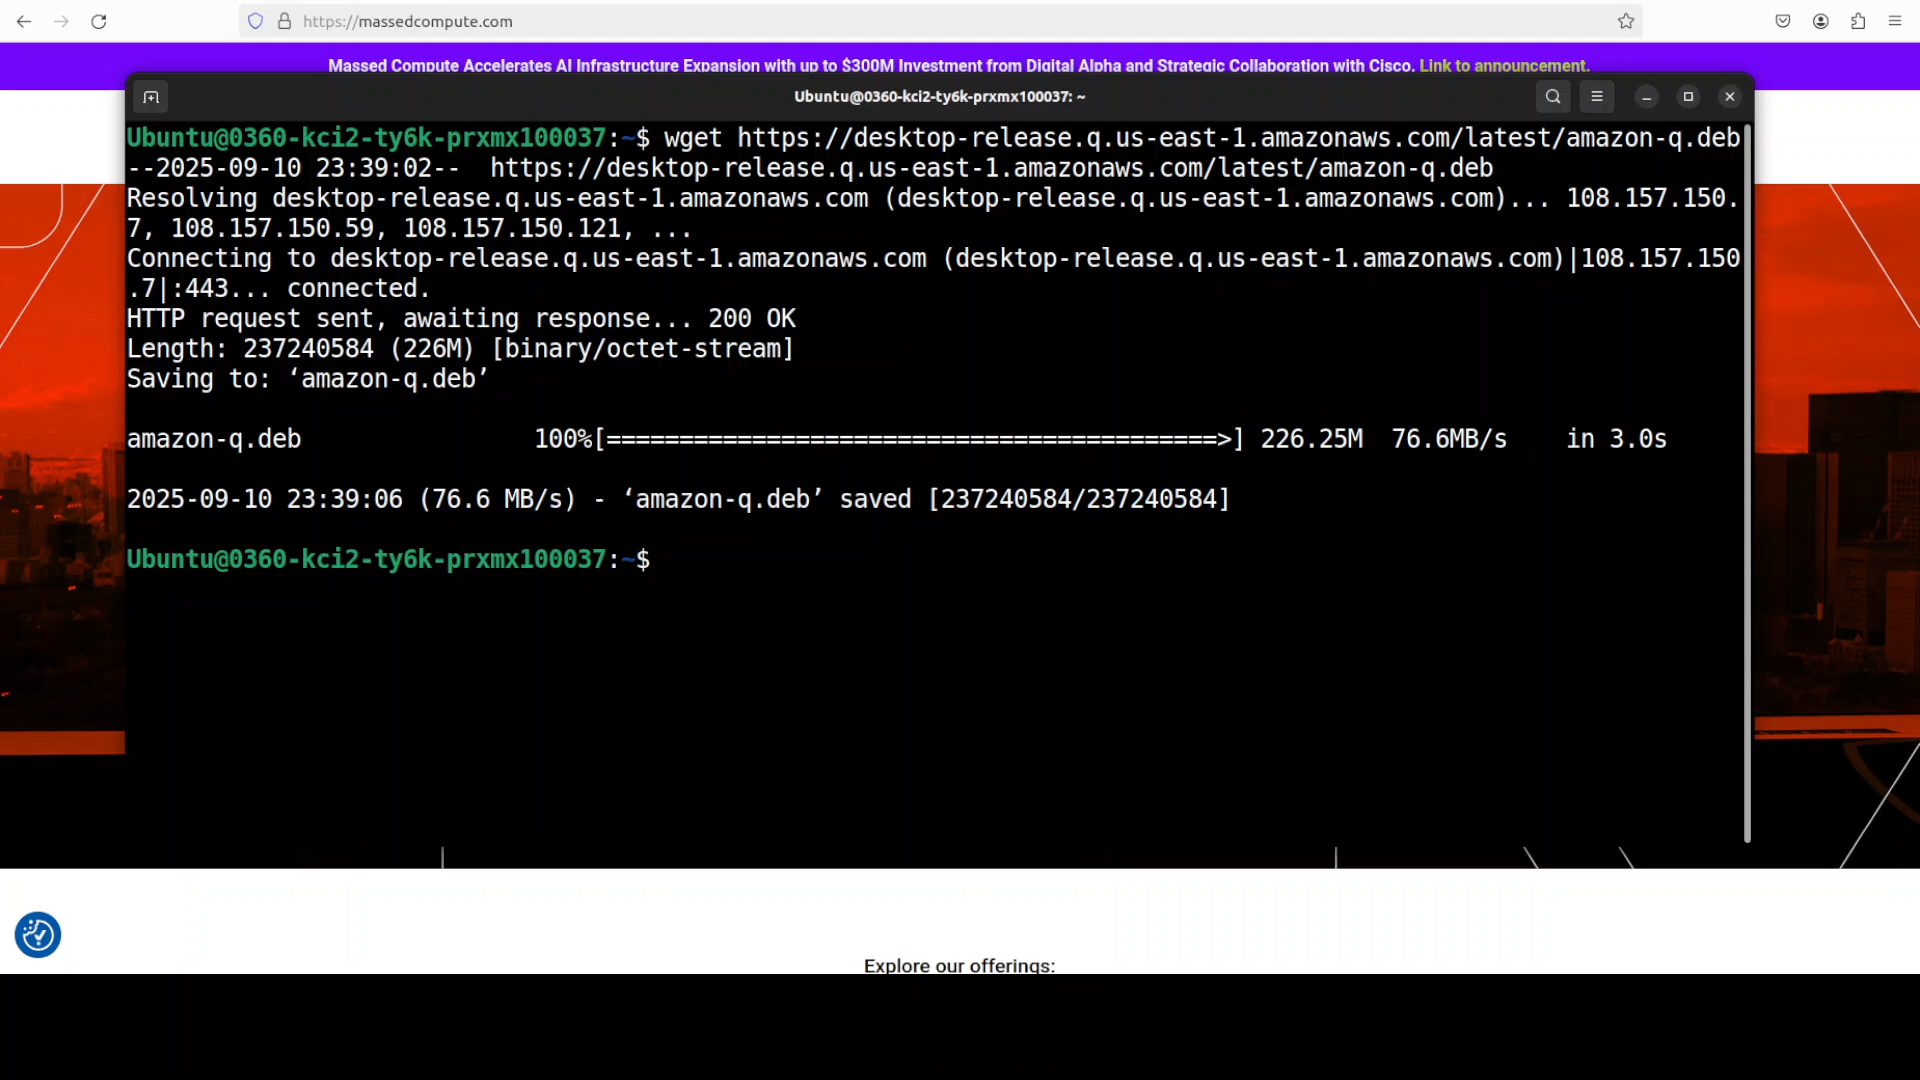 https://massedcompute.com
Massed Compute Accelerates AI Infrastructure Expansion with up to $300M Investment from Digital Alpha and Strategic Collaboration with Cisco. Link to announcement.
Ubuntu@0360-kci2-ty6k-prxmx100037: ~
Ubuntu@0360-kci2-ty6k-prxmx100037:~$ wget https://desktop-release.q.us-east-1.amazonaws.com/latest/amazon-q.deb
--2025-09-10 23:39:02--  https://desktop-release.q.us-east-1.amazonaws.com/latest/amazon-q.deb
Resolving desktop-release.q.us-east-1.amazonaws.com (desktop-release.q.us-east-1.amazonaws.com)... 108.157.150.
7, 108.157.150.59, 108.157.150.121, ...
Connecting to desktop-release.q.us-east-1.amazonaws.com (desktop-release.q.us-east-1.amazonaws.com)|108.157.150
.7|:443... connected.
HTTP request sent, awaiting response... 200 OK
Length: 237240584 (226M) [binary/octet-stream]
Saving to: ‘amazon-q.deb’
amazon-q.deb 100%[==========================================>] 226.25M 76.6MB/s in 3.0s
2025-09-10 23:39:06 (76.6 MB/s) - ‘amazon-q.deb’ saved [237240584/237240584]
Ubuntu@0360-kci2-ty6k-prxmx100037:~$
Explore our offerings: